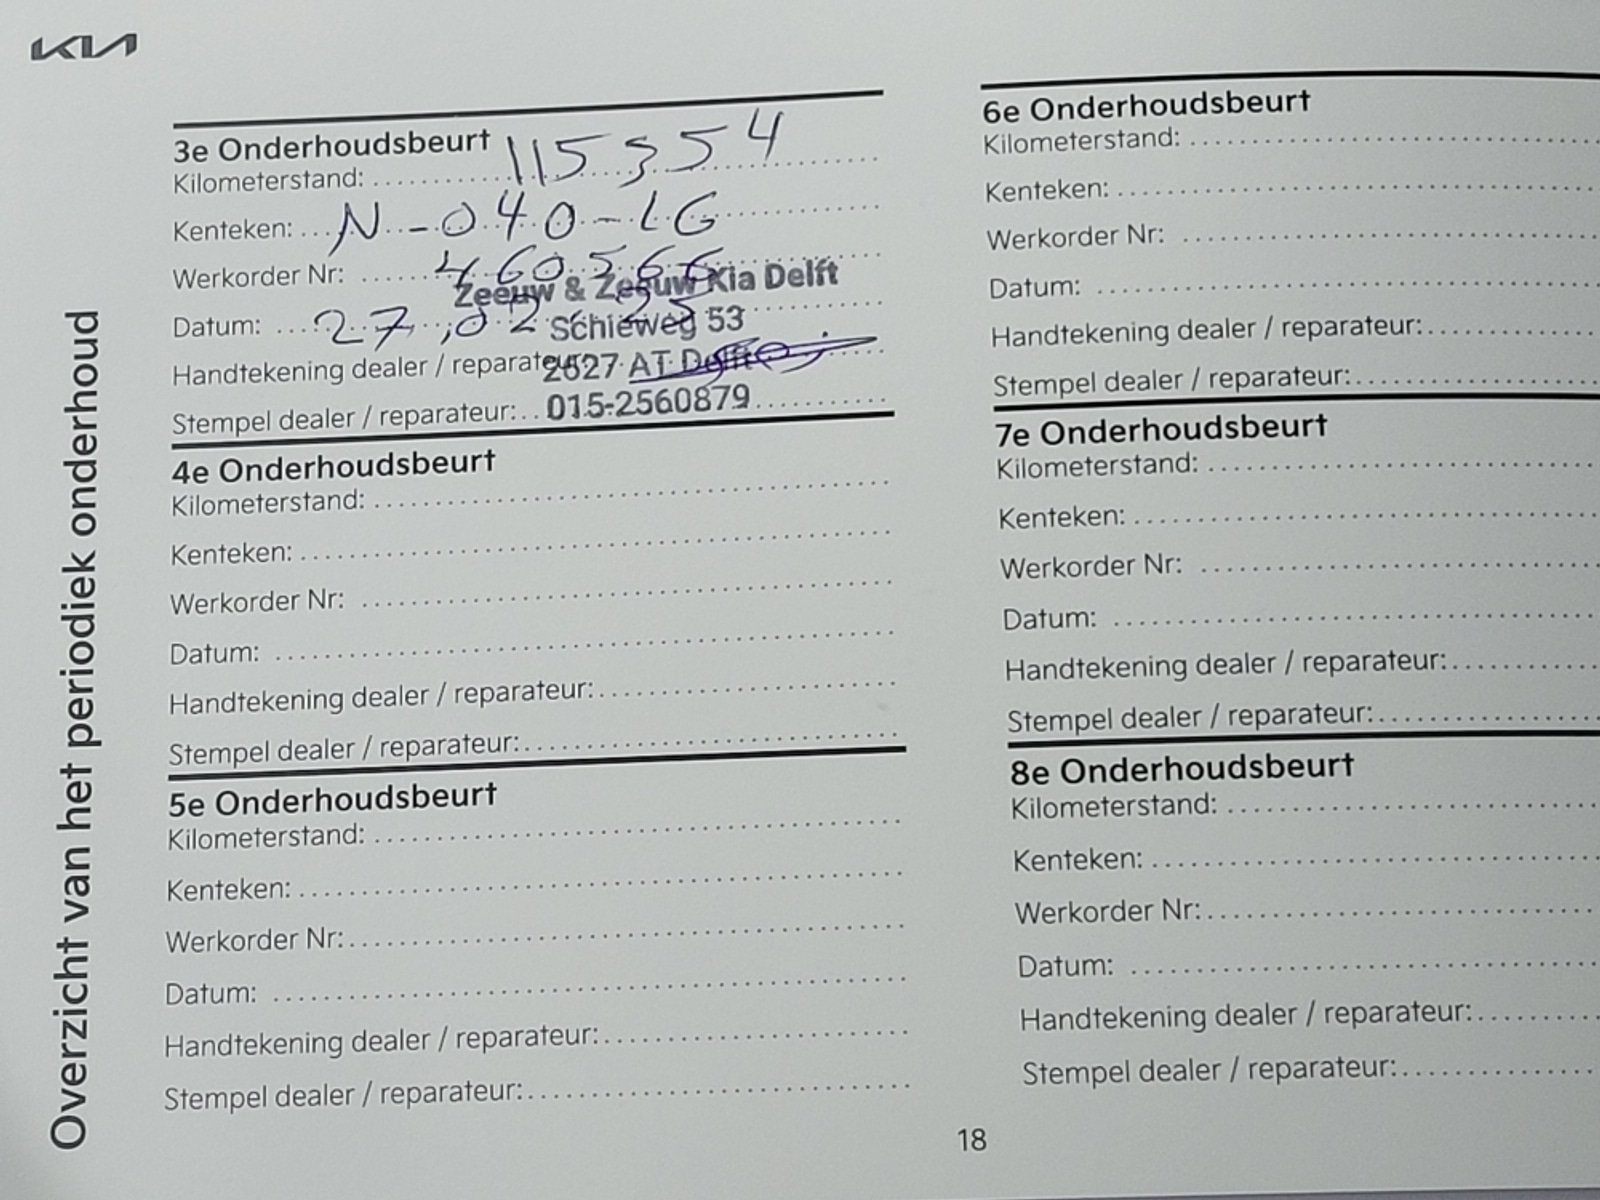 KIA
Overzicht van het periodiek onderhoud
3e Onderhoudsbeurt
Kilometerstand: 115354
Kenteken: N-040-LG
Werkorder Nr: 460566
Datum: 27,02,25
Handtekening dealer / reparateur:
Stempel dealer / reparateur:
Zeeuw & Zeeuw Kia Delft
Schieweg 53
2627 AT Delft
015-2560879
4e Onderhoudsbeurt
Kilometerstand:
Kenteken:
Werkorder Nr:
Datum:
Handtekening dealer / reparateur:
Stempel dealer / reparateur:
5e Onderhoudsbeurt
Kilometerstand:
Kenteken:
Werkorder Nr:
Datum:
Handtekening dealer / reparateur:
Stempel dealer / reparateur:
6e Onderhoudsbeurt
Kilometerstand:
Kenteken:
Werkorder Nr:
Datum:
Handtekening dealer / reparateur:
Stempel dealer / reparateur:
7e Onderhoudsbeurt
Kilometerstand:
Kenteken:
Werkorder Nr:
Datum:
Handtekening dealer / reparateur:
Stempel dealer / reparateur:
8e Onderhoudsbeurt
Kilometerstand:
Kenteken:
Werkorder Nr:
Datum:
Handtekening dealer / reparateur:
Stempel dealer / reparateur:
18